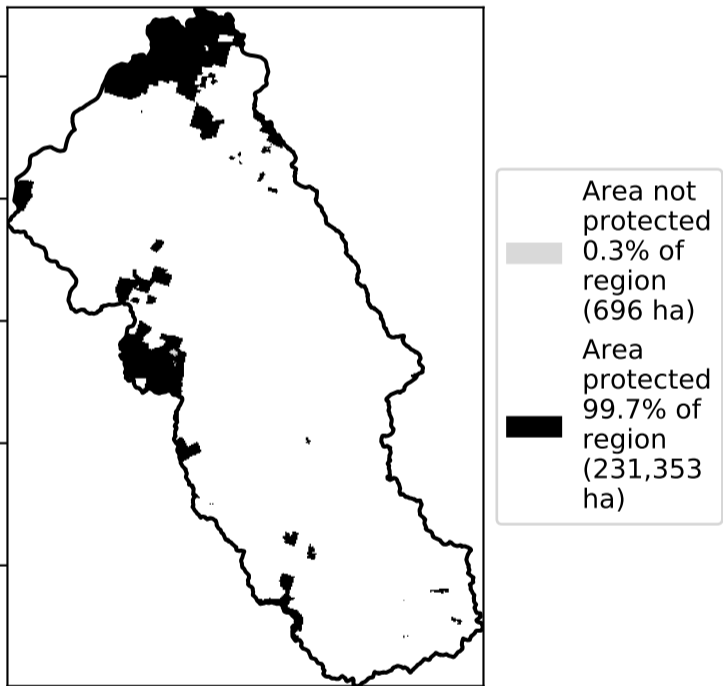 Area not
protected
0.3% of
region
(696 ha)
Area
protected
99.7% of
region
(231,353
ha)